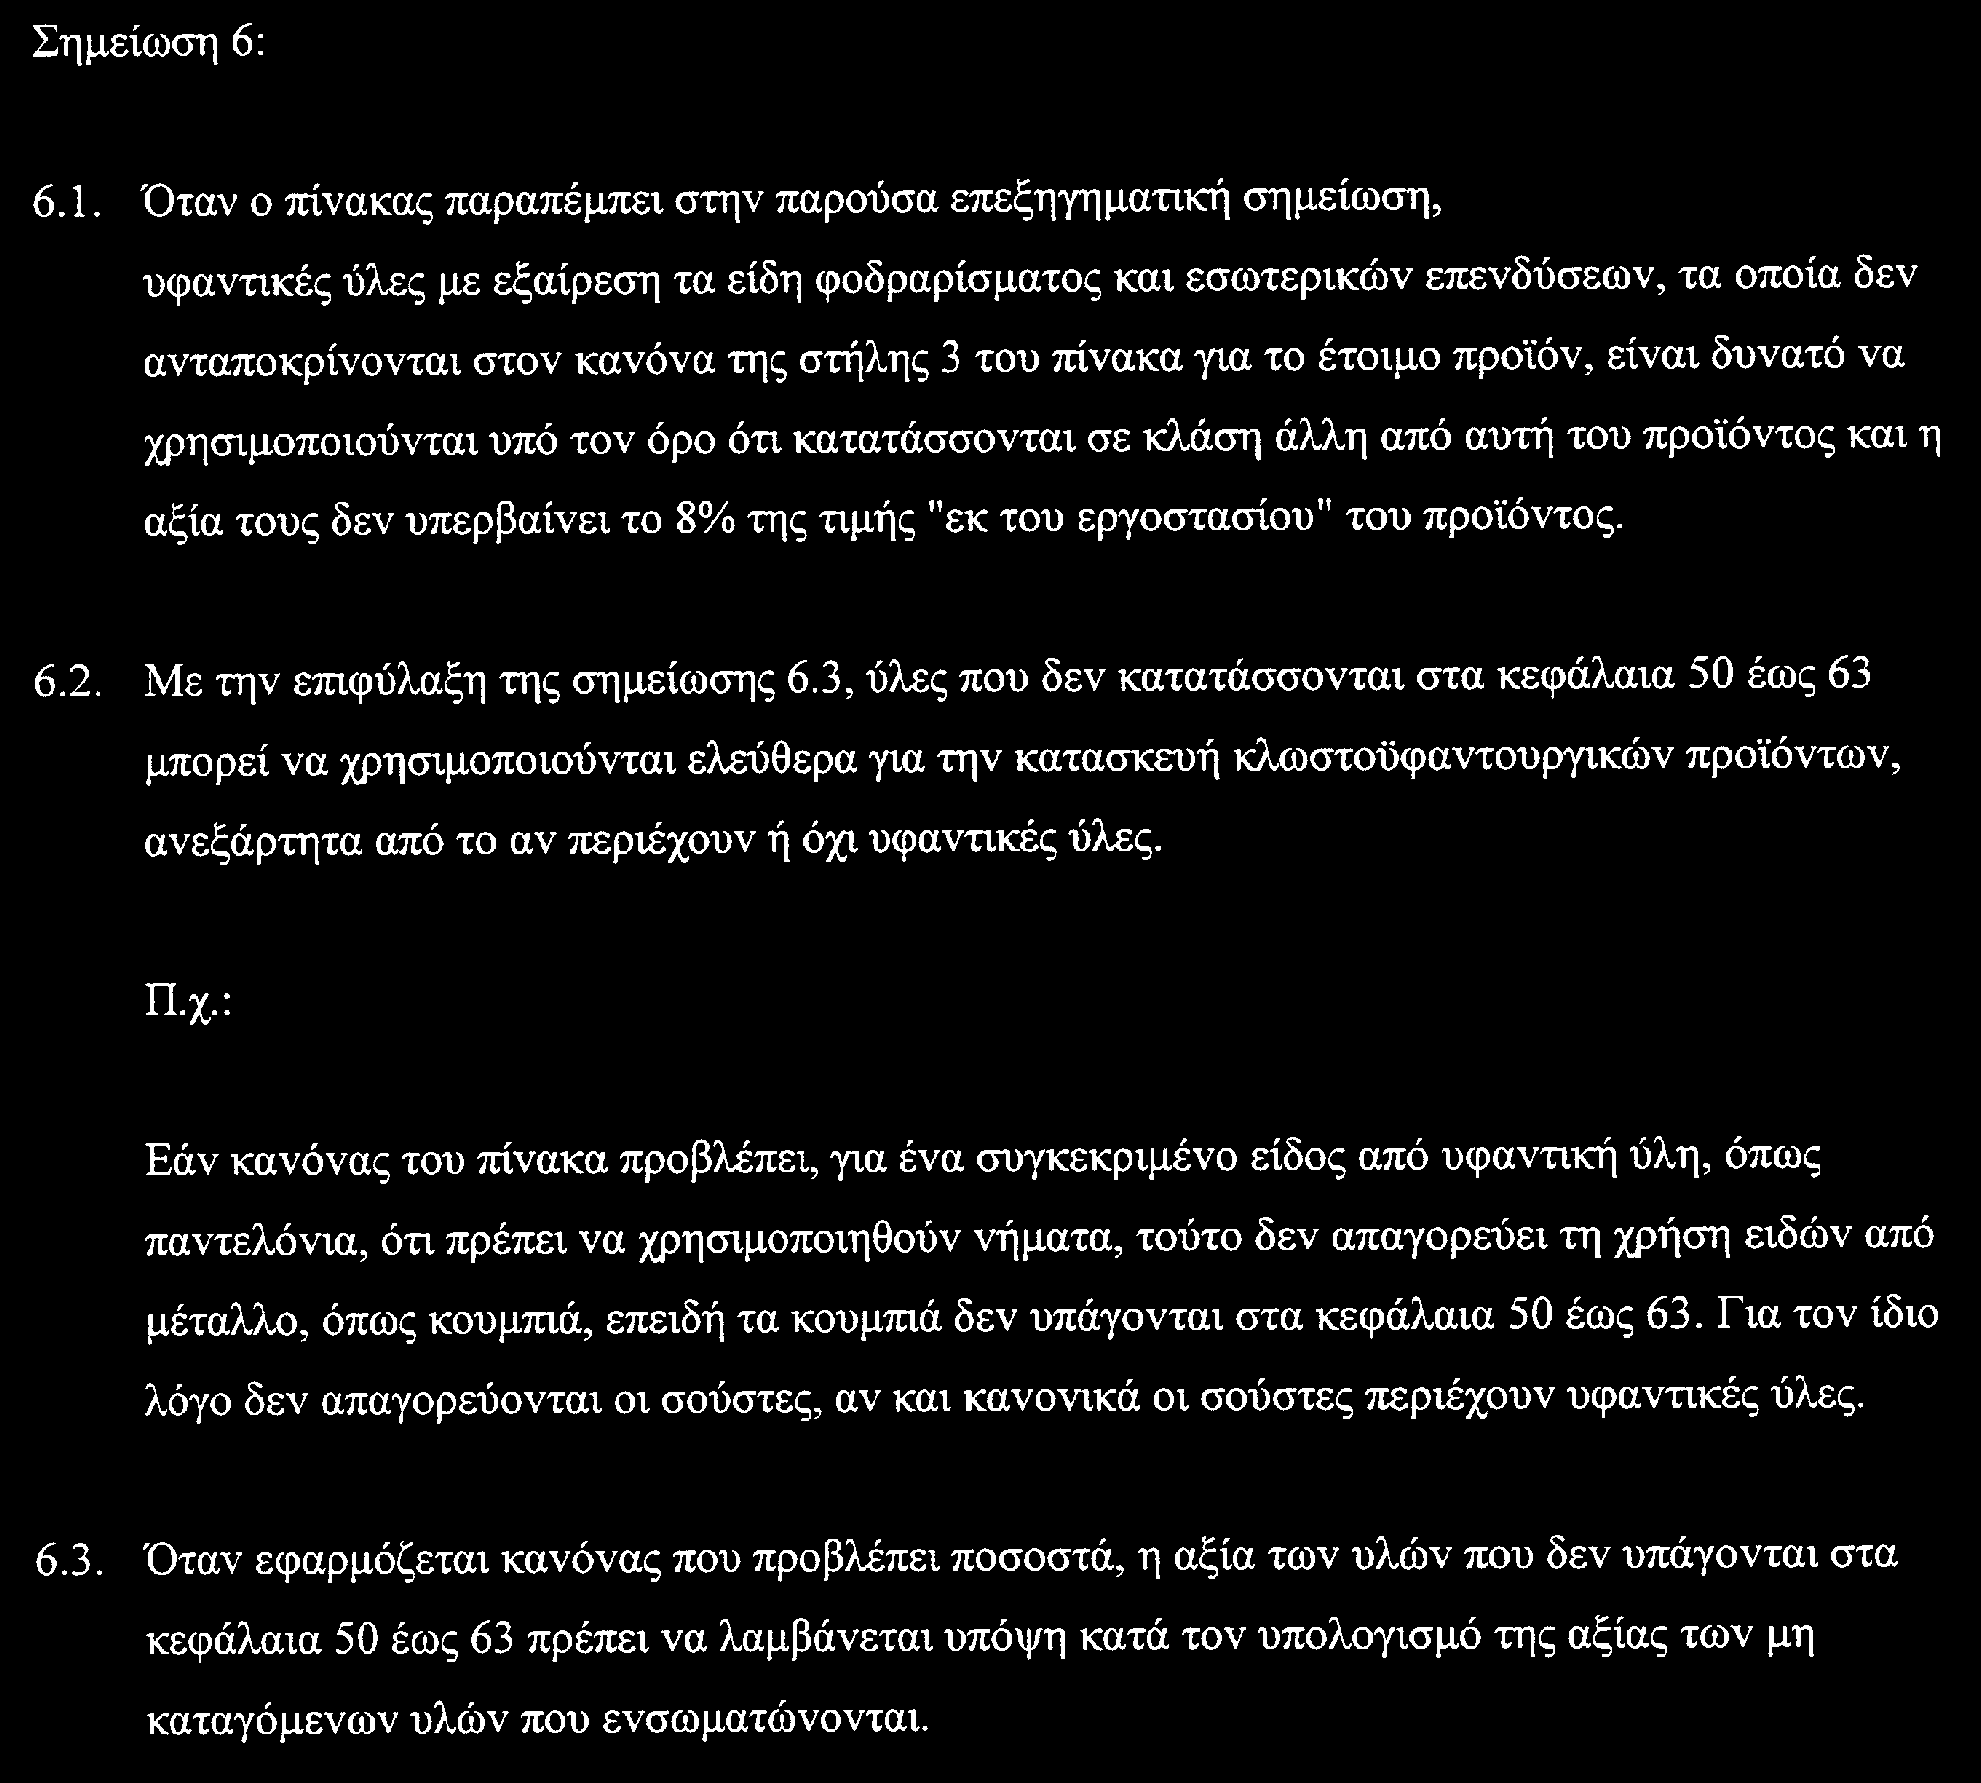 Σημείωση 6:
6.1. Όταν ο πίνακας παραπέμπει στην παρούσα επεξηγηματική σημείωση,
υφαντικές ύλες με εξαίρεση τα είδη φοδραρίσματος και εσωτερικών επενδύσεων, τα οποία δεν
ανταποκρίνονται στον κανόνα της στήλης 3 του πίνακα για το έτοιμο προϊόν, είναι δυνατό να
χρησιμοποιούνται υπό τον όρο ότι κατατάσσονται σε κλάση άλλη από αυτή του προϊόντος και η
αξία τους δεν υπερβαίνει το 8% της τιμής "εκ του εργοστασίου" του προϊόντος.
6.2. Με την επιφύλαξη της σημείωσης 6.3, ύλες που δεν κατατάσσονται στα κεφάλαια 50 έως 63
μπορεί να χρησιμοποιούνται ελεύθερα για την κατασκευή κλωστοϋφαντουργικών προϊόντων,
ανεξάρτητα από το αν περιέχουν ή όχι υφαντικές ύλες.
Π.χ.:
Εάν κανόνας του πίνακα προβλέπει, για ένα συγκεκριμένο είδος από υφαντική ύλη, όπως
παντελόνια, ότι πρέπει να χρησιμοποιηθούν νήματα, τούτο δεν απαγορεύει τη χρήση ειδών από
μέταλλο, όπως κουμπιά, επειδή τα κουμπιά δεν υπάγονται στα κεφάλαια 50 έως 63. Για τον ίδιο
λόγο δεν απαγορεύονται οι σούστες, αν και κανονικά οι σούστες περιέχουν υφαντικές ύλες.
6.3. Όταν εφαρμόζεται κανόνας που προβλέπει ποσοστά, η αξία των υλών που δεν υπάγονται στα
κεφάλαια 50 έως 63 πρέπει να λαμβάνεται υπόψη κατά τον υπολογισμό της αξίας των μη
καταγόμενων υλών που ενσωματώνονται.